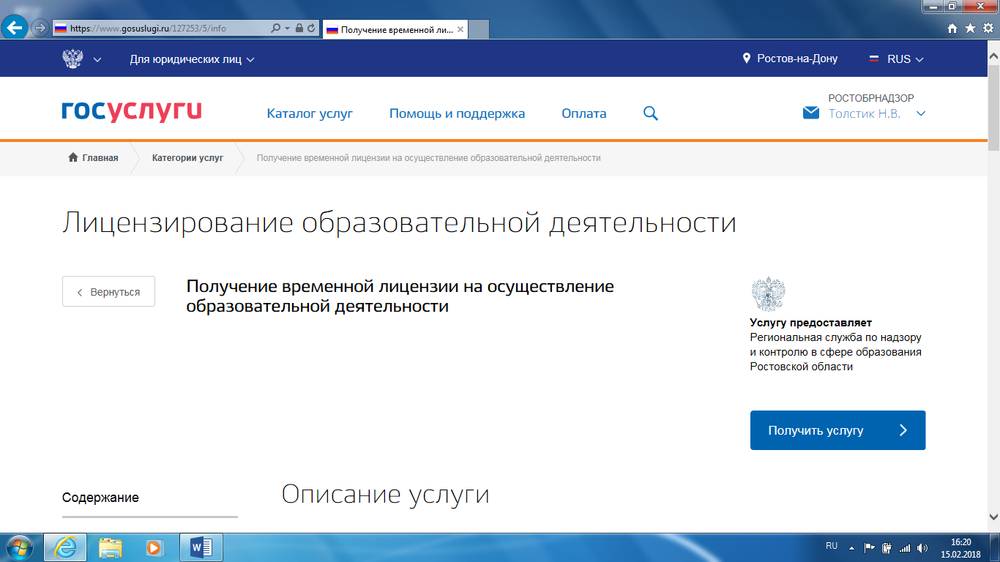 https://www.gosuslugi.ru/127253/5/info
Получение временной ли...
Для юридических лиц
Ростов-на-Дону
RUS
госуслуги
Каталог услуг
Помощь и поддержка
Оплата
РОСТОБРНАДЗОР
Толстик Н.В.
Главная
Категории услуг
Получение временной лицензии на осуществление образовательной деятельности
Лицензирование образовательной деятельности
Вернуться
Получение временной лицензии на осуществление
образовательной деятельности
Услугу предоставляет
Региональная служба по надзору
и контролю в сфере образования
Ростовской области
Получить услугу
Содержание
Описание услуги
RU
16:20
15.02.2018